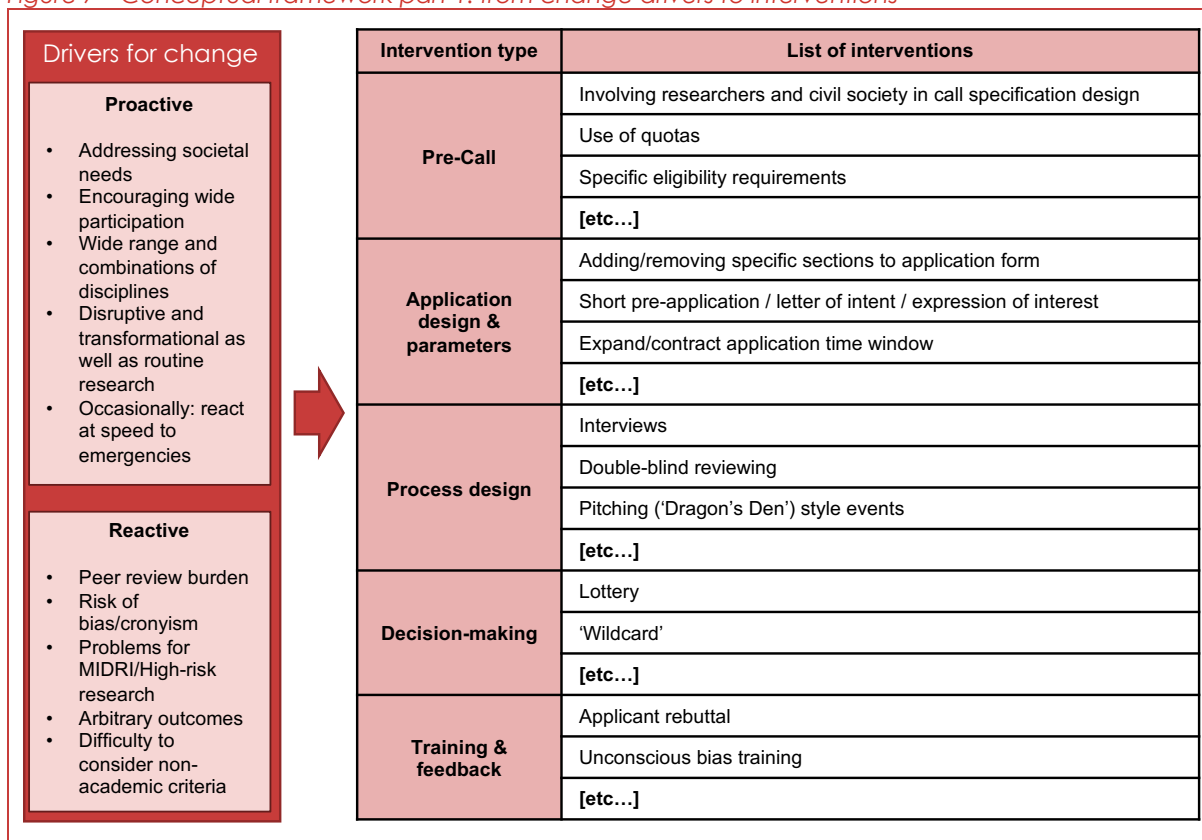 Drivers for change
Proactive
• Addressing societal
needs
• Encouraging wide
participation
• Wide range and
combinations of
disciplines
• Disruptive and
transformational as
well as routine
research
• Occasionally: react
at speed to
emergencies
Reactive
• Peer review burden
• Risk of
bias/cronyism
• Problems for
MIDRI/High-risk
research
• Arbitrary outcomes
• Difficulty to
consider non-
academic criteria
Intervention type
List of interventions
Pre-Call
Involving researchers and civil society in call specification design
Use of quotas
Specific eligibility requirements
[etc…]
Application
design &
parameters
Adding/removing specific sections to application form
Short pre-application / letter of intent / expression of interest
Expand/contract application time window
[etc…]
Process design
Interviews
Double-blind reviewing
Pitching (‘Dragon’s Den’) style events
[etc…]
Decision-making
Lottery
‘Wildcard’
[etc…]
Training &
feedback
Applicant rebuttal
Unconscious bias training
[etc…]